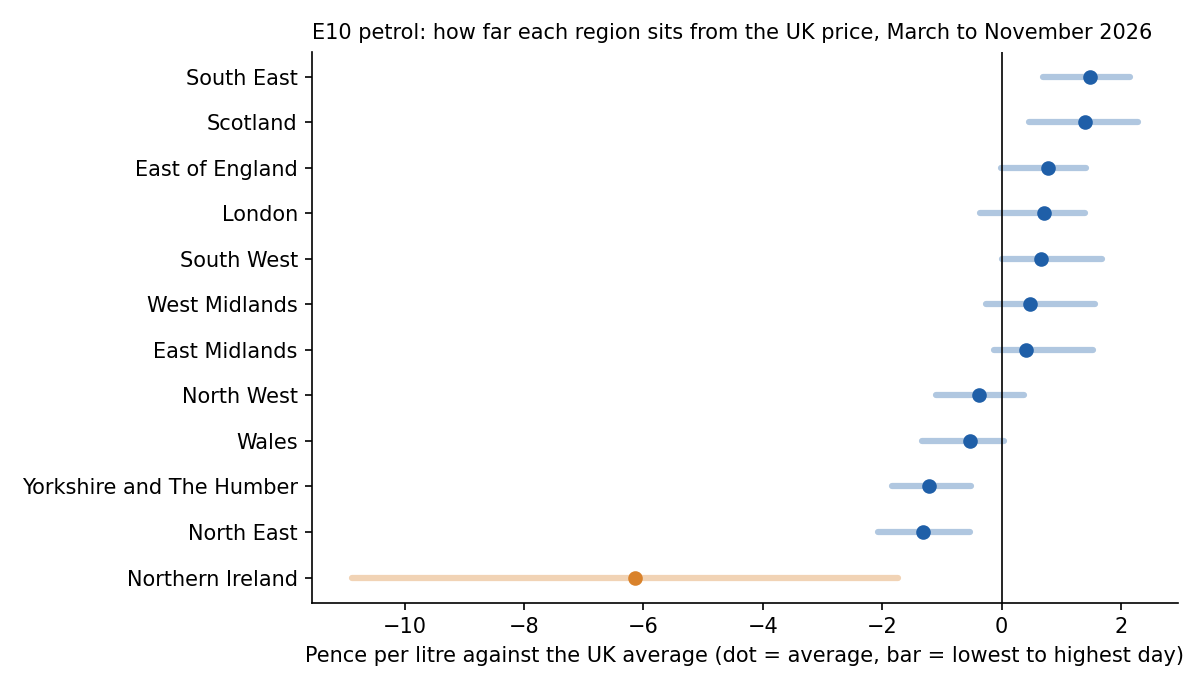 E10 petrol: how far each region sits from the UK price, March to November 2026
South East
Scotland
East of England
London
South West
West Midlands
East Midlands
North West
Wales
Yorkshire and The Humber
North East
Northern Ireland
−10 −8 −6 −4 −2 0 2
Pence per litre against the UK average (dot = average, bar = lowest to highest day)